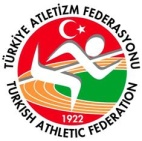 TÜRKİYE ATLETİZM FEDERASYONU
1922
TURKISH ATHLETIC FEDERATION